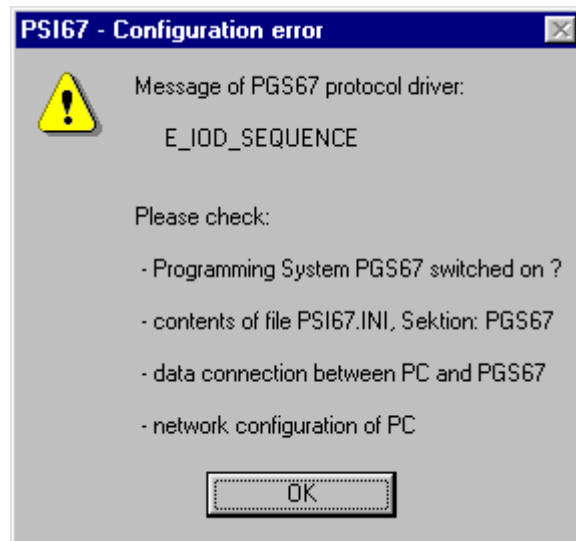 PSI67 - Configuration error
Message of PGS67 protocol driver:
E_IOD_SEQUENCE
Please check:
- Programming System PGS67 switched on ?
- contents of file PSI67.INI, Sektion: PGS67
- data connection between PC and PGS67
- network configuration of PC
OK